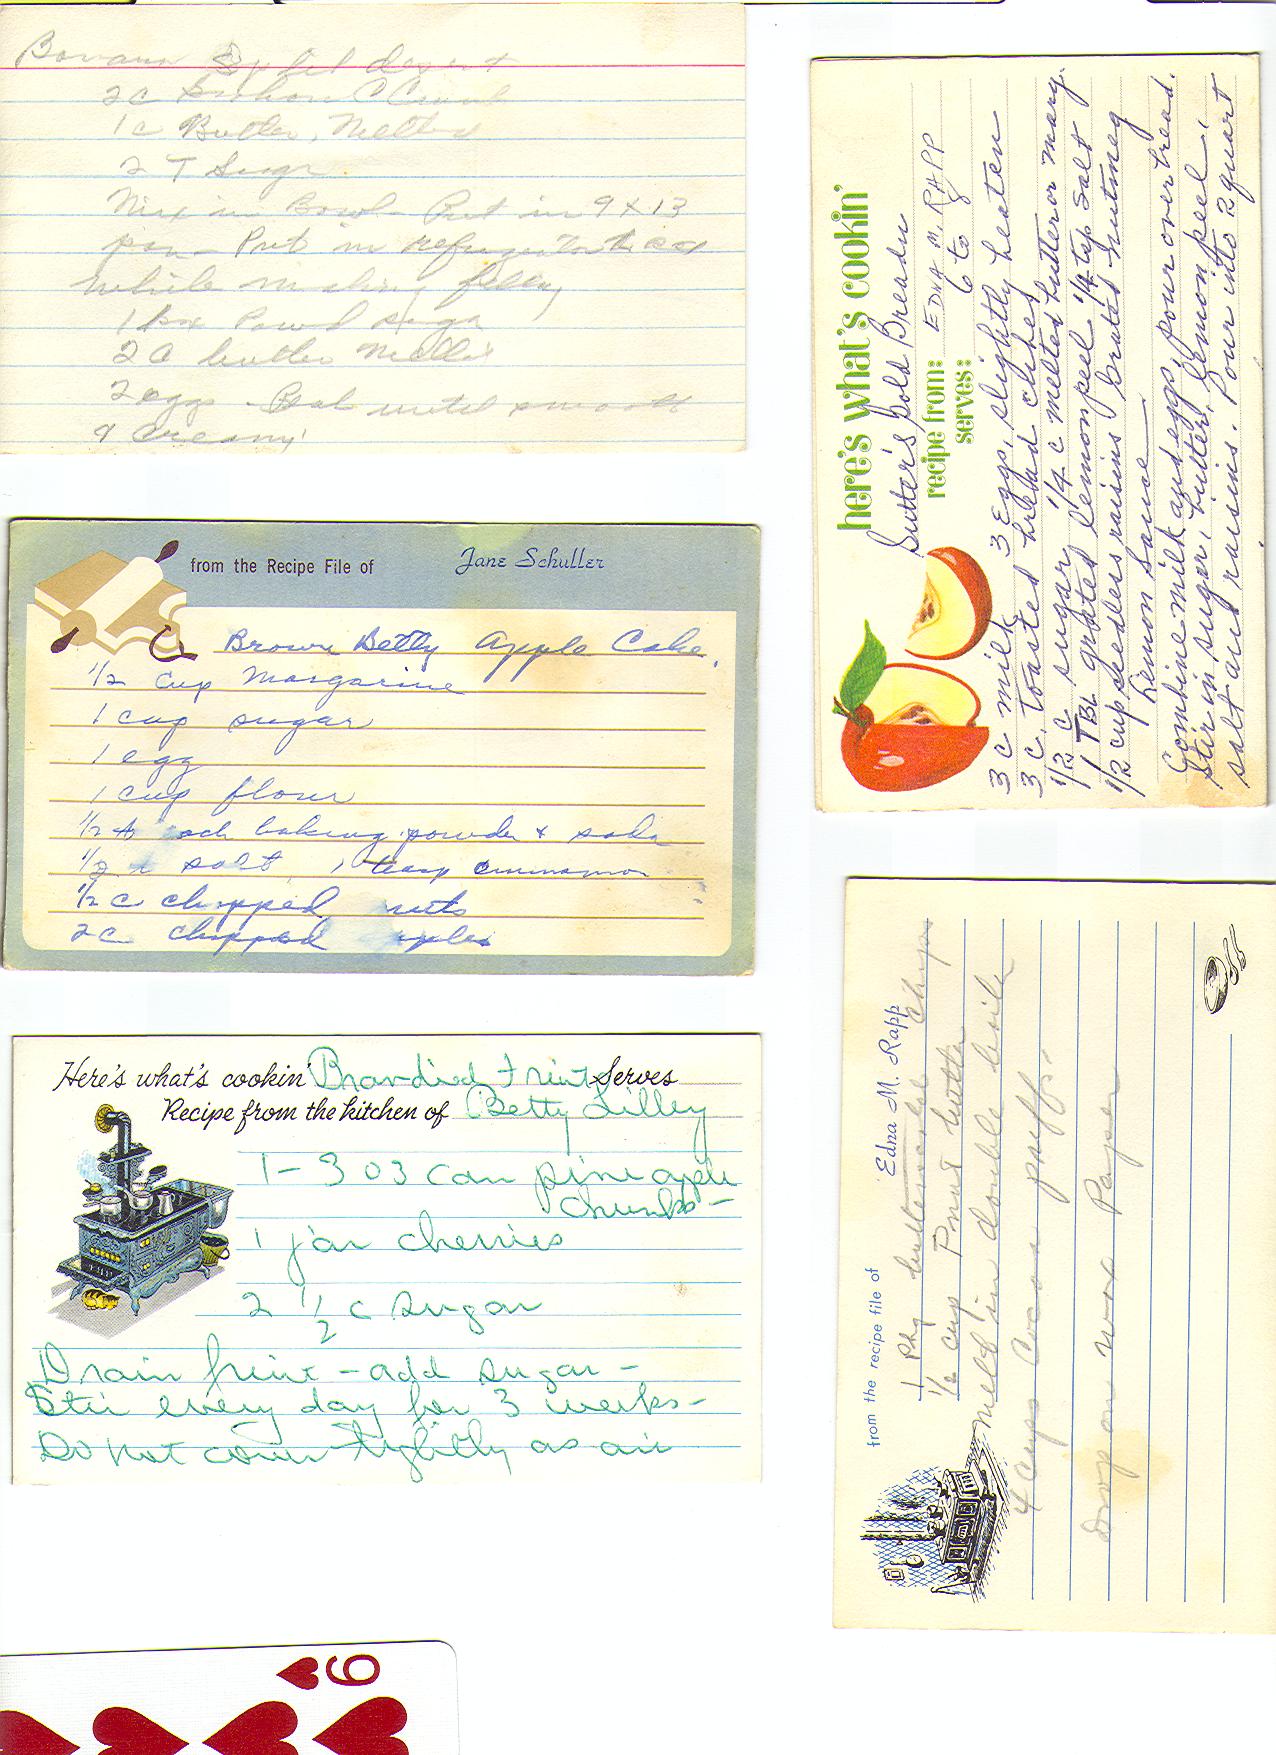 Banana Split desert
2c Graham C Crumb
1c Butter, Melted
2 T Sugar
Mix in Bowl - Put in 9 x 13
pan - Put in refrigerator to cool
while making filling
1 box Powd sugar
2 C butter Melted
2 eggs - Beat until smooth
& creamy
from the Recipe File of Jane Schuller
Brown Betty Apple Cake.
1/2 cup Margarine
1 cup sugar
1 egg
1 cup flour
1/2 t each baking powder + soda
1/2 t salt, 1 teasp cinnamon
1/2 c chopped nuts
2c chopped apples
Here's what's cookin' Brandied Fruit Serves
Recipe from the kitchen of Betty Lilley
1 - 303 can pineapple
chunks -
1 jar cherries
2 1/2 c sugar
Drain fruit - add sugar -
Stir every day for 3 weeks -
Do not cover tightly as air
here's what's cookin'
Sutter's Gold Breadu
recipe from: EDNA M. RAPP
serves: 6 to 8
3 c milk 3 Eggs, slightly beaten
3 c. Toasted bread cubes
1/2 c sugar 1/4 c melted butter or marg.
1 TBL grated lemon peel 1/4 tsp salt
1/2 cup seedless raisins Grated nutmeg
Lemon Sauce
Combine milk and eggs, pour over bread.
Stir in sugar, butter, lemon peel,
salt and raisins. Pour into 2 quart
from the recipe file of Edna M. Rapp
1 Pkg butterscotch chips
1/2 cup Pnut butter
Melt in double boiler
4 cups Cocoa puffs.
Drop on wax Paper
9